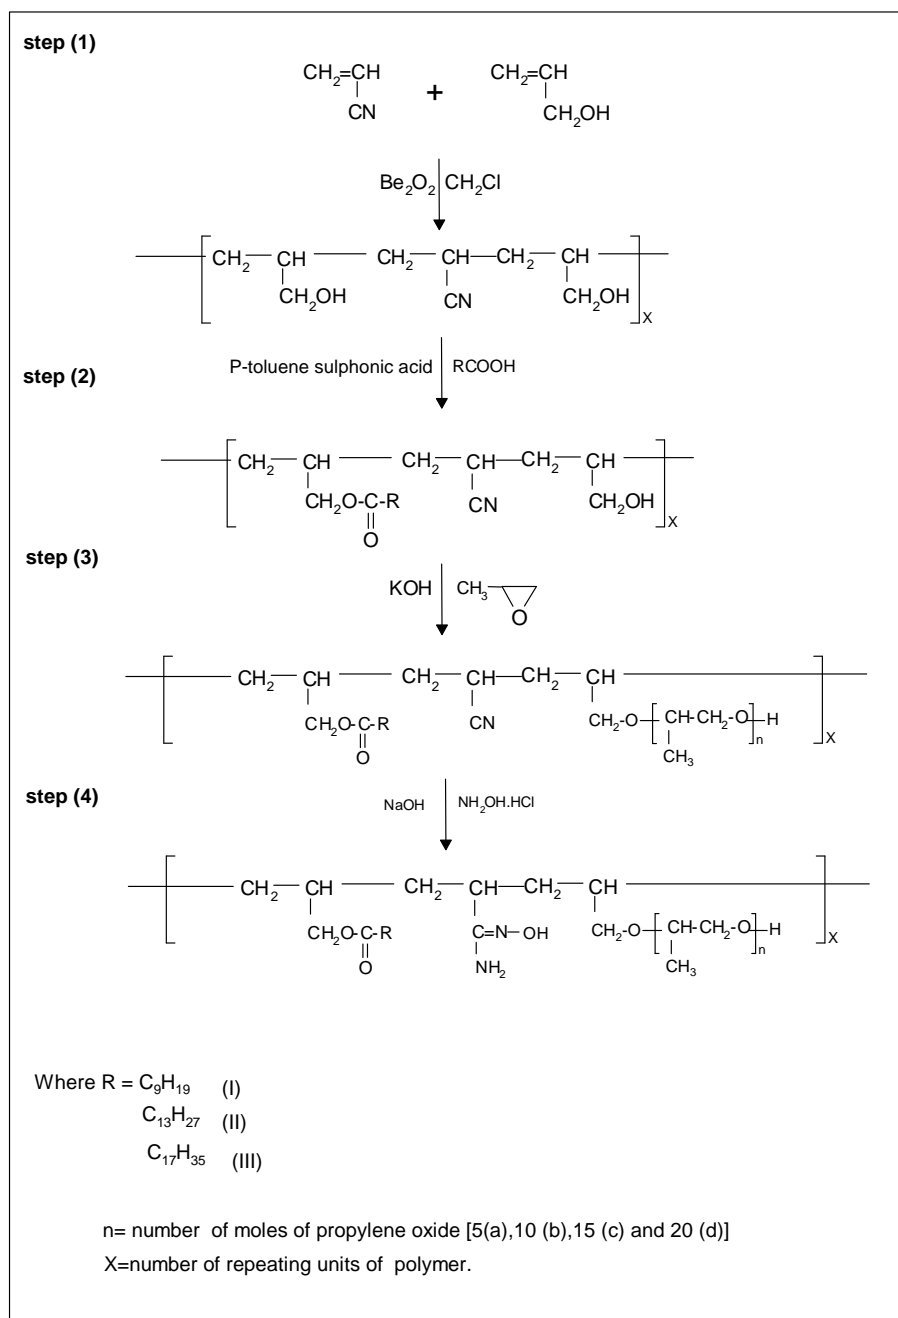 step (1)
CH2=CH + CH2=CH
CN CH2OH
Be2O2 CH2Cl
CH2 CH CH2 CH CH2 CH
CH2OH CN CH2OH
X
P-toluene sulphonic acid RCOOH
step (2)
CH2 CH CH2 CH CH2 CH
CH2O-C-R CN CH2OH
O X
step (3)
KOH CH3
O
CH2 CH CH2 CH CH2 CH
CH2O-C-R CN CH2-O CH-CH2-O H
O CH3 n X
step (4)
NaOH NH2OH.HCl
CH2 CH CH2 CH CH2 CH
CH2O-C-R C=N-OH CH2-O CH-CH2-O H
O NH2 CH3 n X
Where R = C9H19 (I)
C13H27 (II)
C17H35 (III)
n= number of moles of propylene oxide [5(a),10 (b),15 (c) and 20 (d)]
X=number of repeating units of polymer.